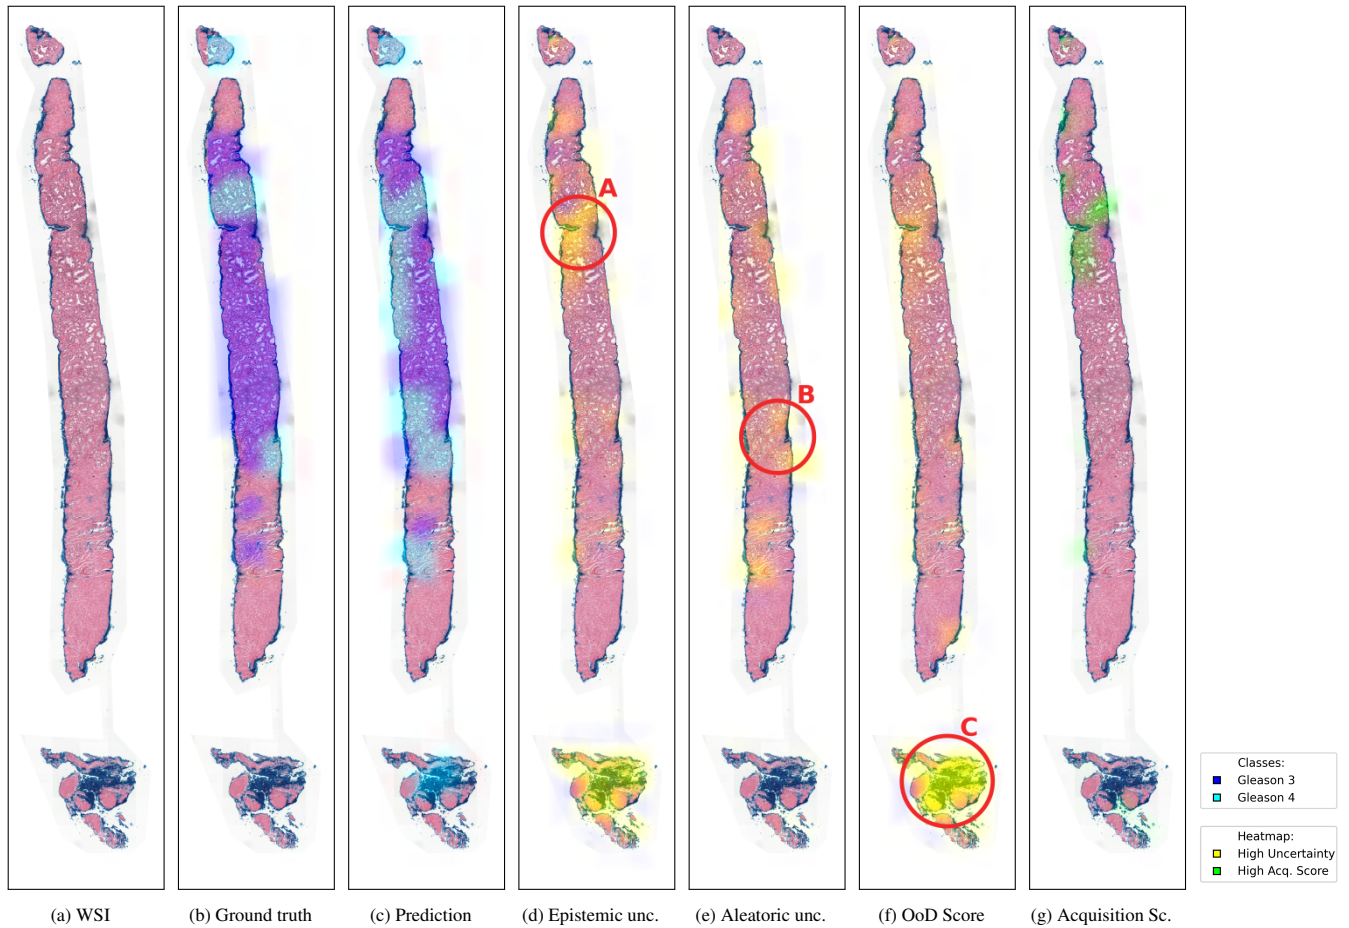 A
B
C
Classes:
Gleason 3
Gleason 4
Heatmap:
High Uncertainty
High Acq. Score
(a) WSI
(b) Ground truth
(c) Prediction
(d) Epistemic unc.
(e) Aleatoric unc.
(f) OoD Score
(g) Acquisition Sc.